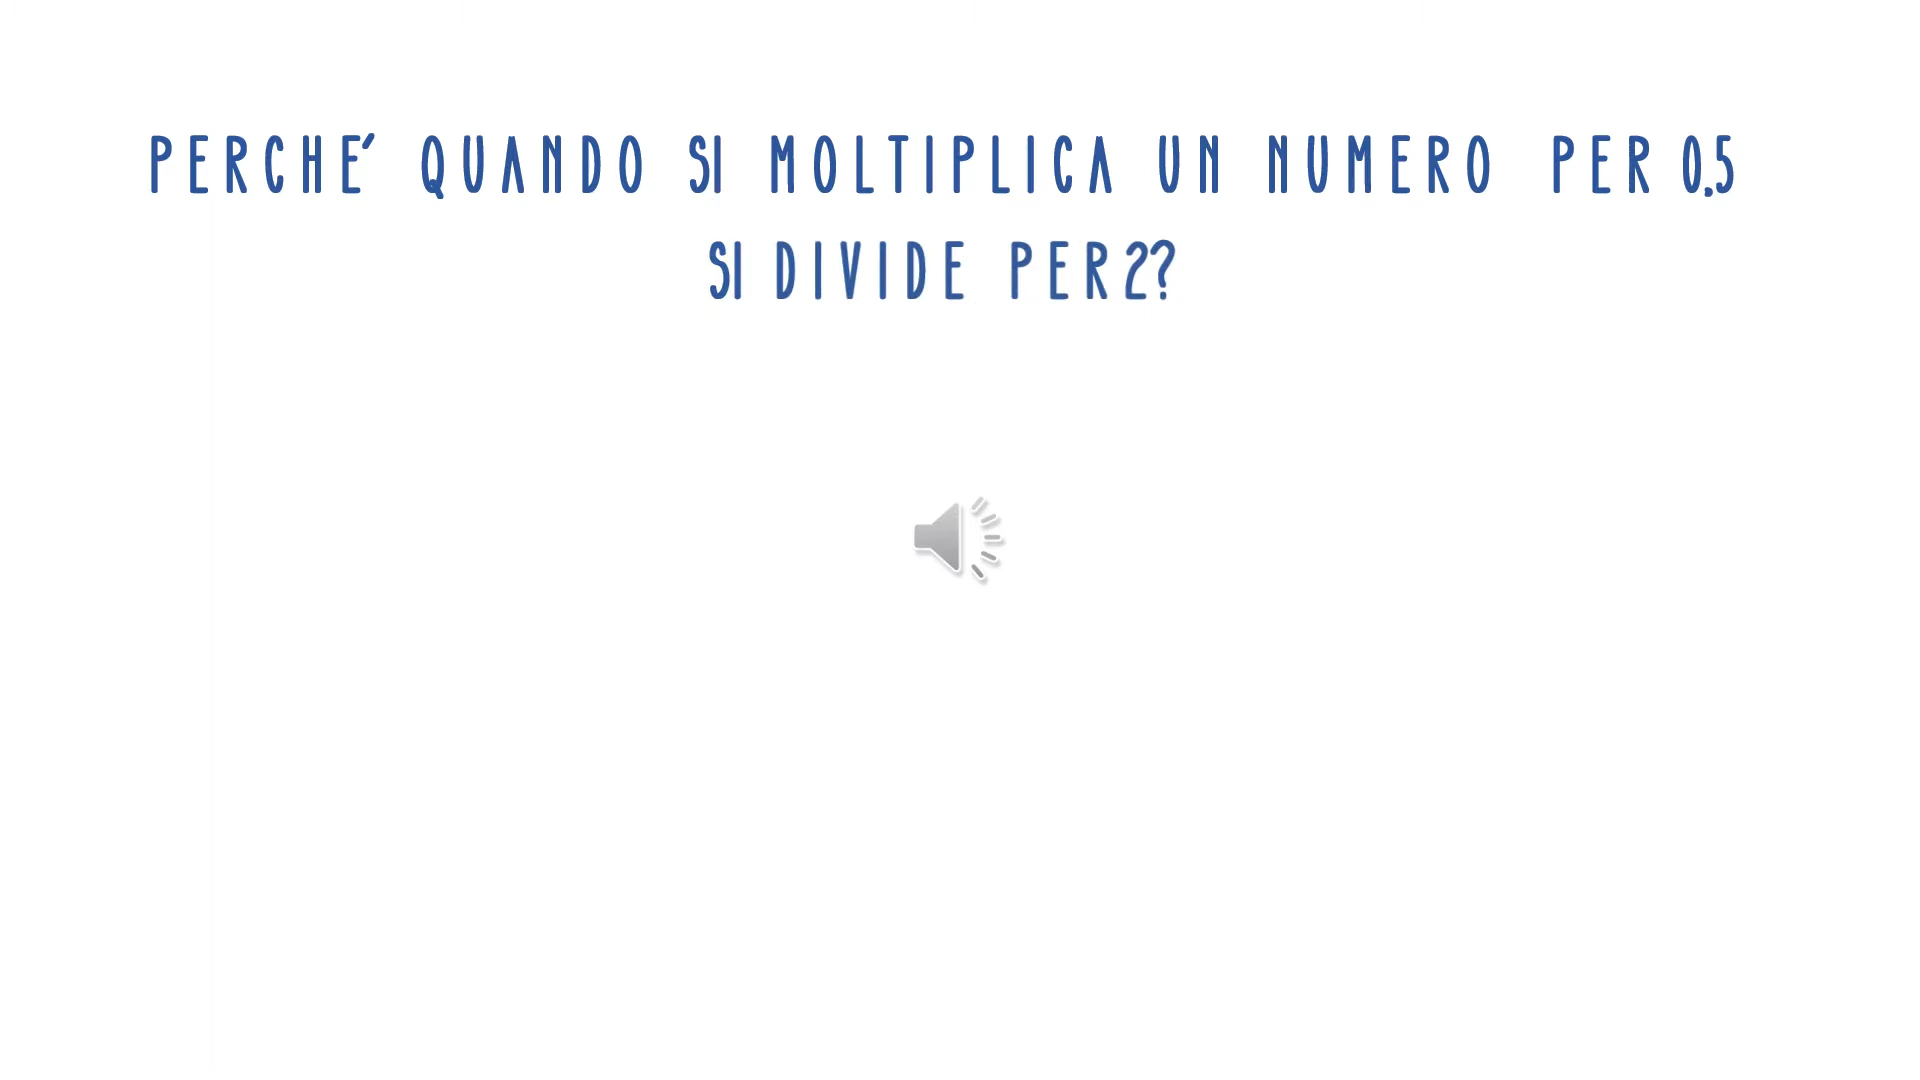 PERCHE' QUANDO SI MOLTIPLICA UN NUMERO PER 0,5
SI DIVIDE PER 2?